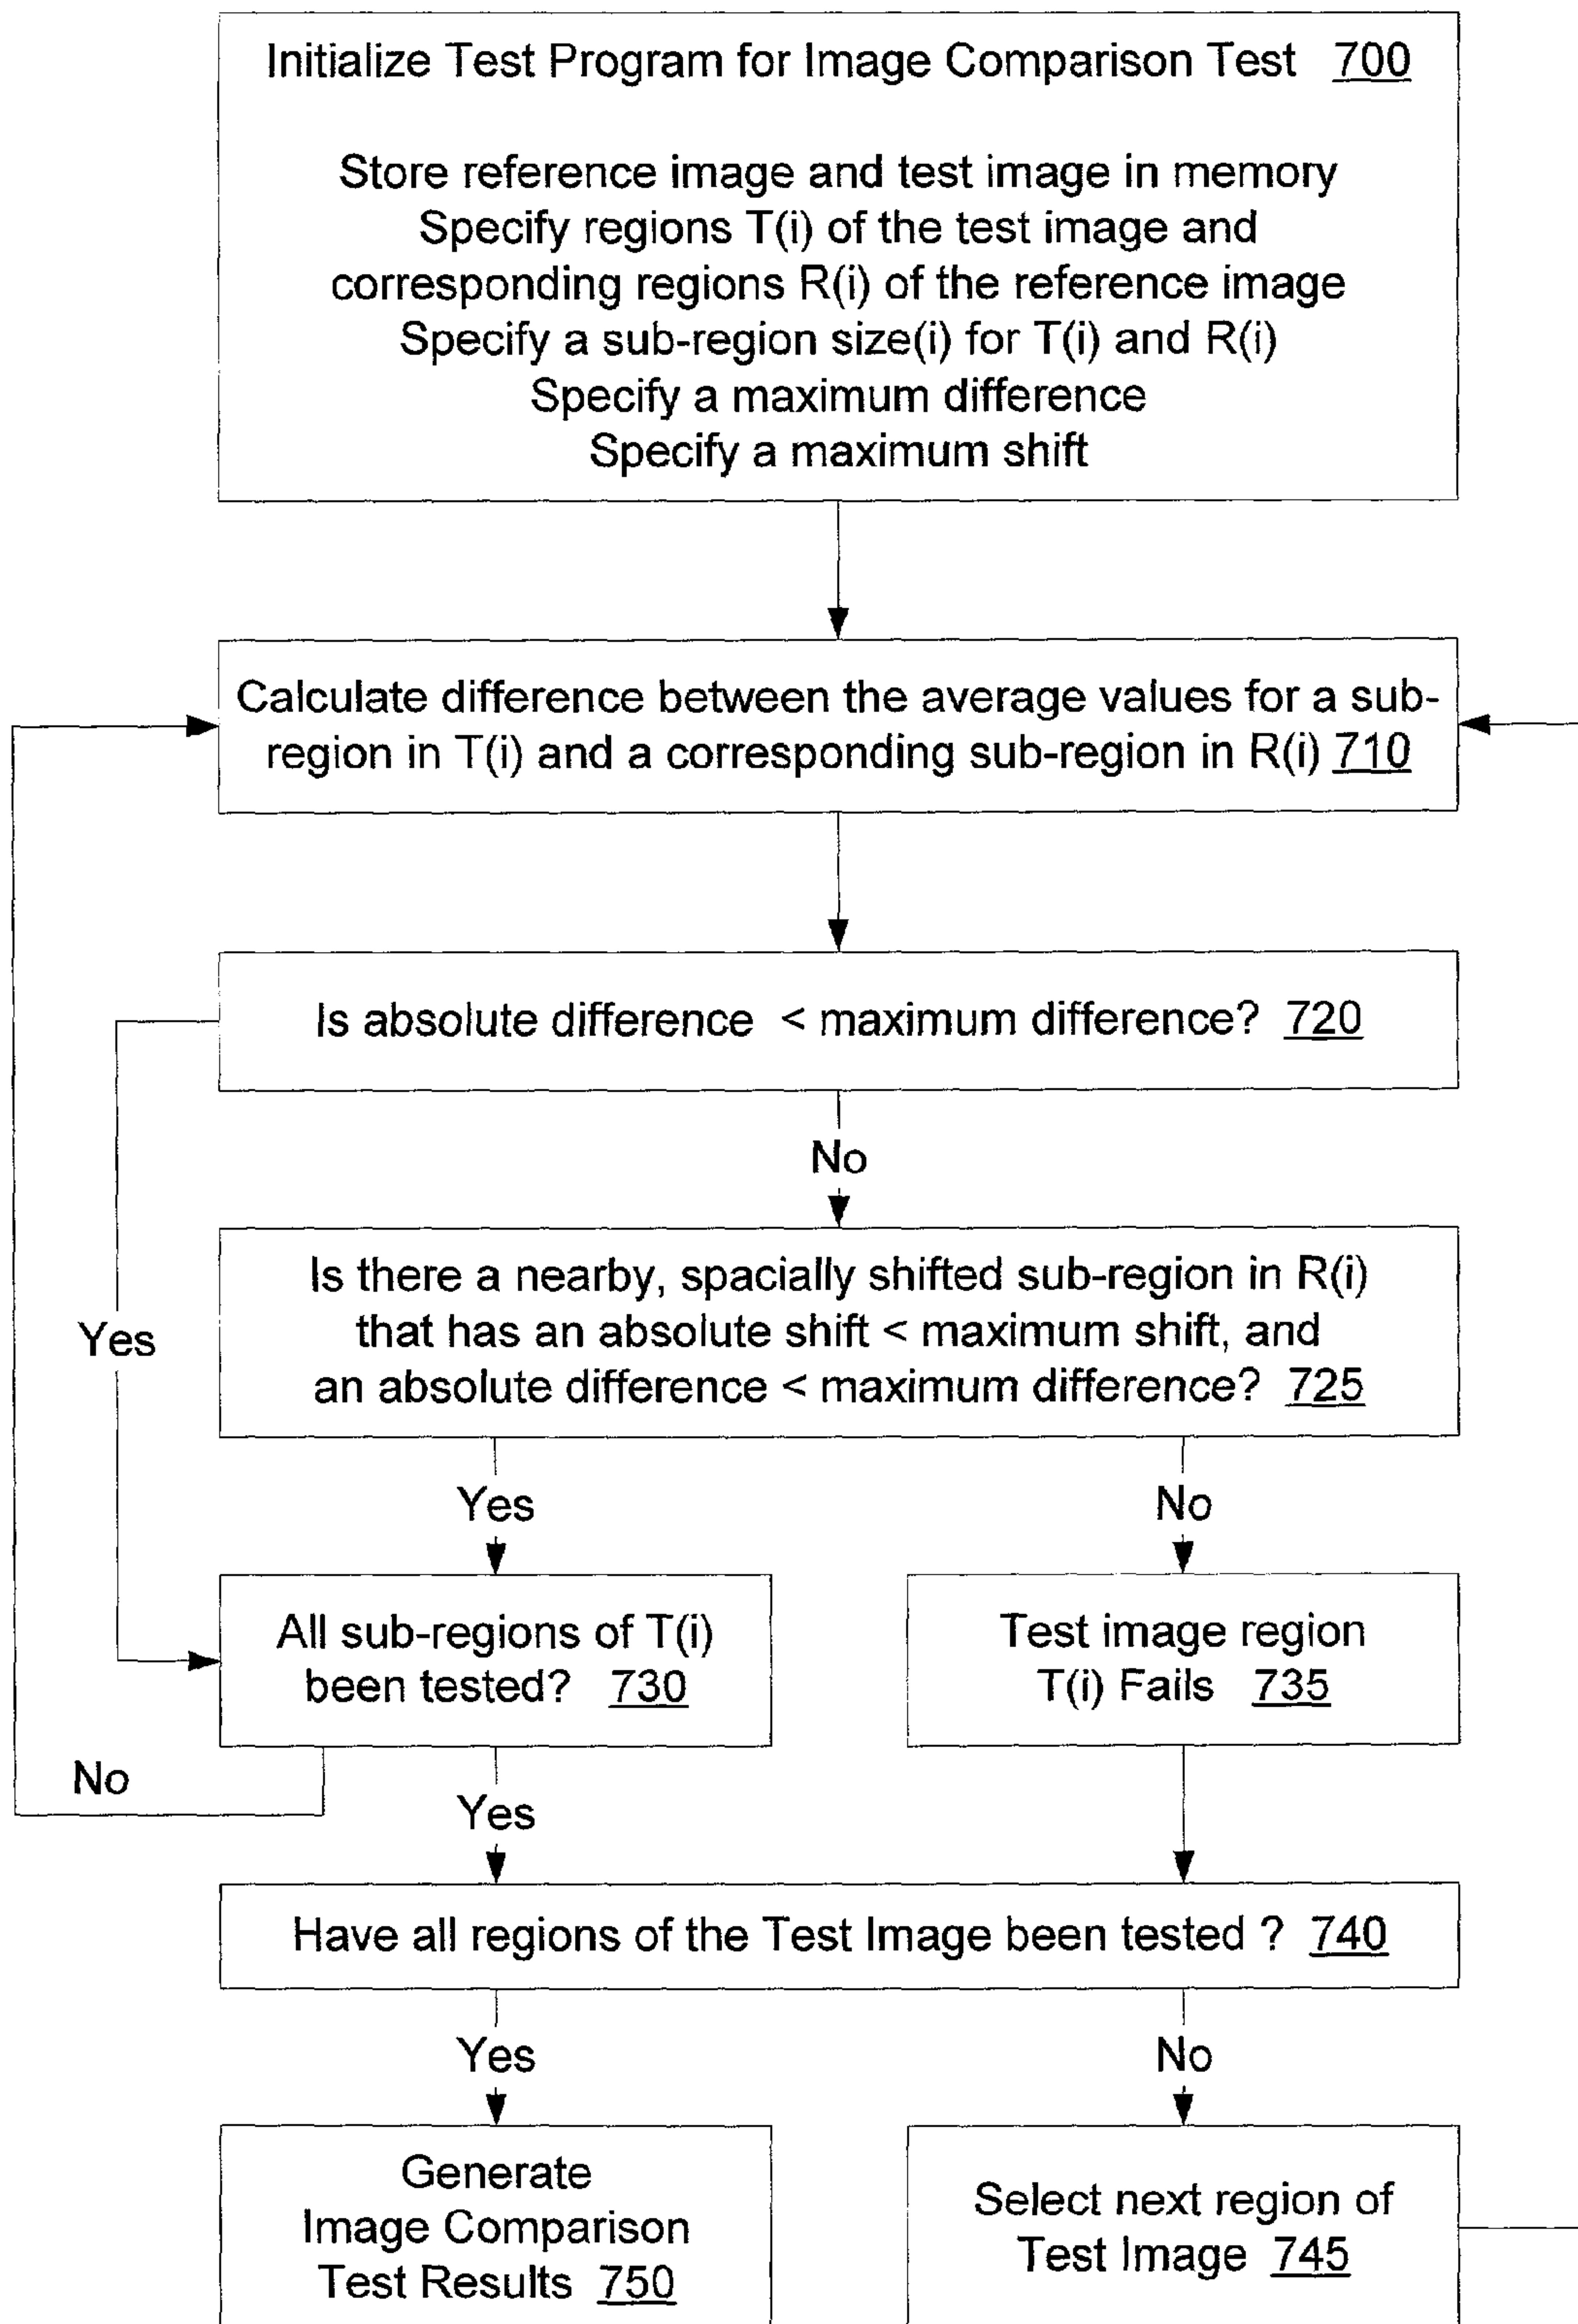 Initialize Test Program for Image Comparison Test 700
Store reference image and test image in memory
Specify regions T(i) of the test image and
corresponding regions R(i) of the reference image
Specify a sub-region size(i) for T(i) and R(i)
Specify a maximum difference
Specify a maximum shift
Calculate difference between the average values for a sub-
region in T(i) and a corresponding sub-region in R(i) 710
Is absolute difference < maximum difference? 720
No
Is there a nearby, spacially shifted sub-region in R(i)
that has an absolute shift < maximum shift, and
an absolute difference < maximum difference? 725
Yes
Yes
No
All sub-regions of T(i)
been tested? 730
Test image region
T(i) Fails 735
No
Yes
Have all regions of the Test Image been tested ? 740
Yes
No
Generate
Image Comparison
Test Results 750
Select next region of
Test Image 745